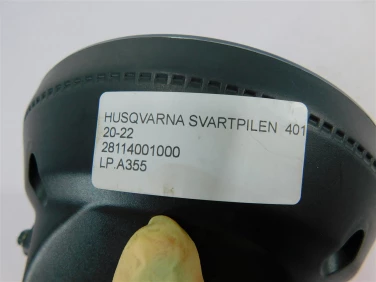 HUSQVARNA SVARTPILEN 401
20-22
28114001000
LP.A355